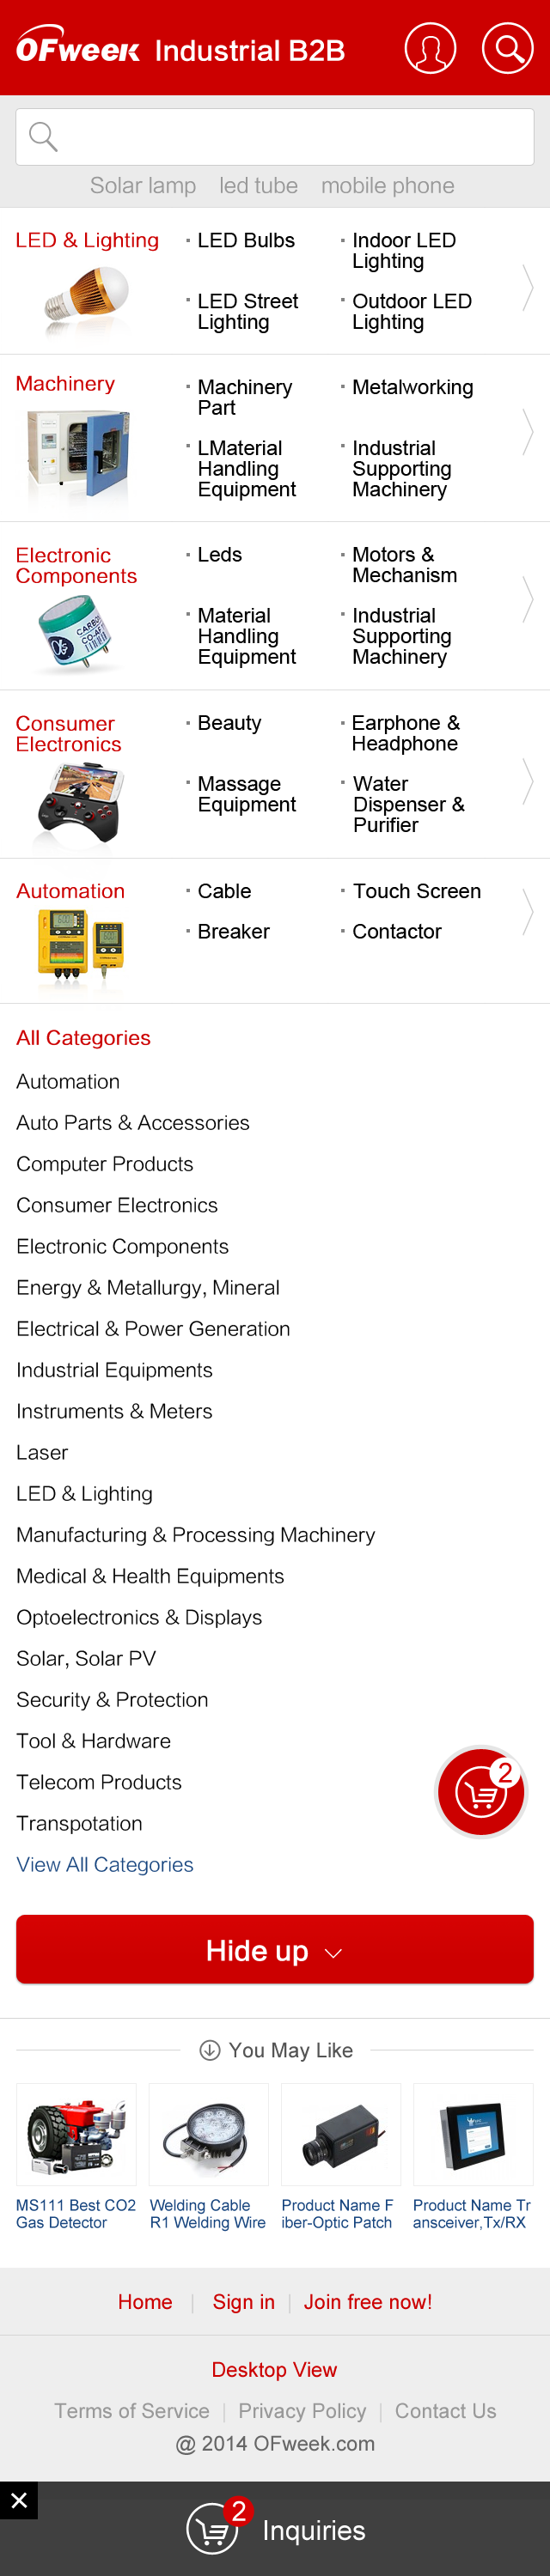 OFweek Industrial B2B
Solar lamp led tube mobile phone
LED & Lighting
LED Bulbs
Indoor LED
Lighting
LED Street
Lighting
Outdoor LED
Lighting
Machinery
Machinery
Part
Metalworking
LMaterial
Handling
Equipment
Industrial
Supporting
Machinery
Electronic
Components
CARBO
CO-AF
Leds
Motors &
Mechanism
Material
Handling
Equipment
Industrial
Supporting
Machinery
Consumer
Electronics
Beauty
Earphone &
Headphone
Massage
Equipment
Water
Dispenser &
Purifier
Automation
Cable
Touch Screen
Breaker
Contactor
All Categories
Automation
Auto Parts & Accessories
Computer Products
Consumer Electronics
Electronic Components
Energy & Metallurgy, Mineral
Electrical & Power Generation
Industrial Equipments
Instruments & Meters
Laser
LED & Lighting
Manufacturing & Processing Machinery
Medical & Health Equipments
Optoelectronics & Displays
Solar, Solar PV
Security & Protection
Tool & Hardware
Telecom Products
Transpotation
View All Categories
2
Hide up
You May Like
MS111 Best CO2
Gas Detector
Welding Cable
R1 Welding Wire
Product Name F
iber-Optic Patch
Product Name Tr
ansceiver,Tx/RX
Home | Sign in | Join free now!
Desktop View
Terms of Service | Privacy Policy | Contact Us
@ 2014 OFweek.com
2
Inquiries